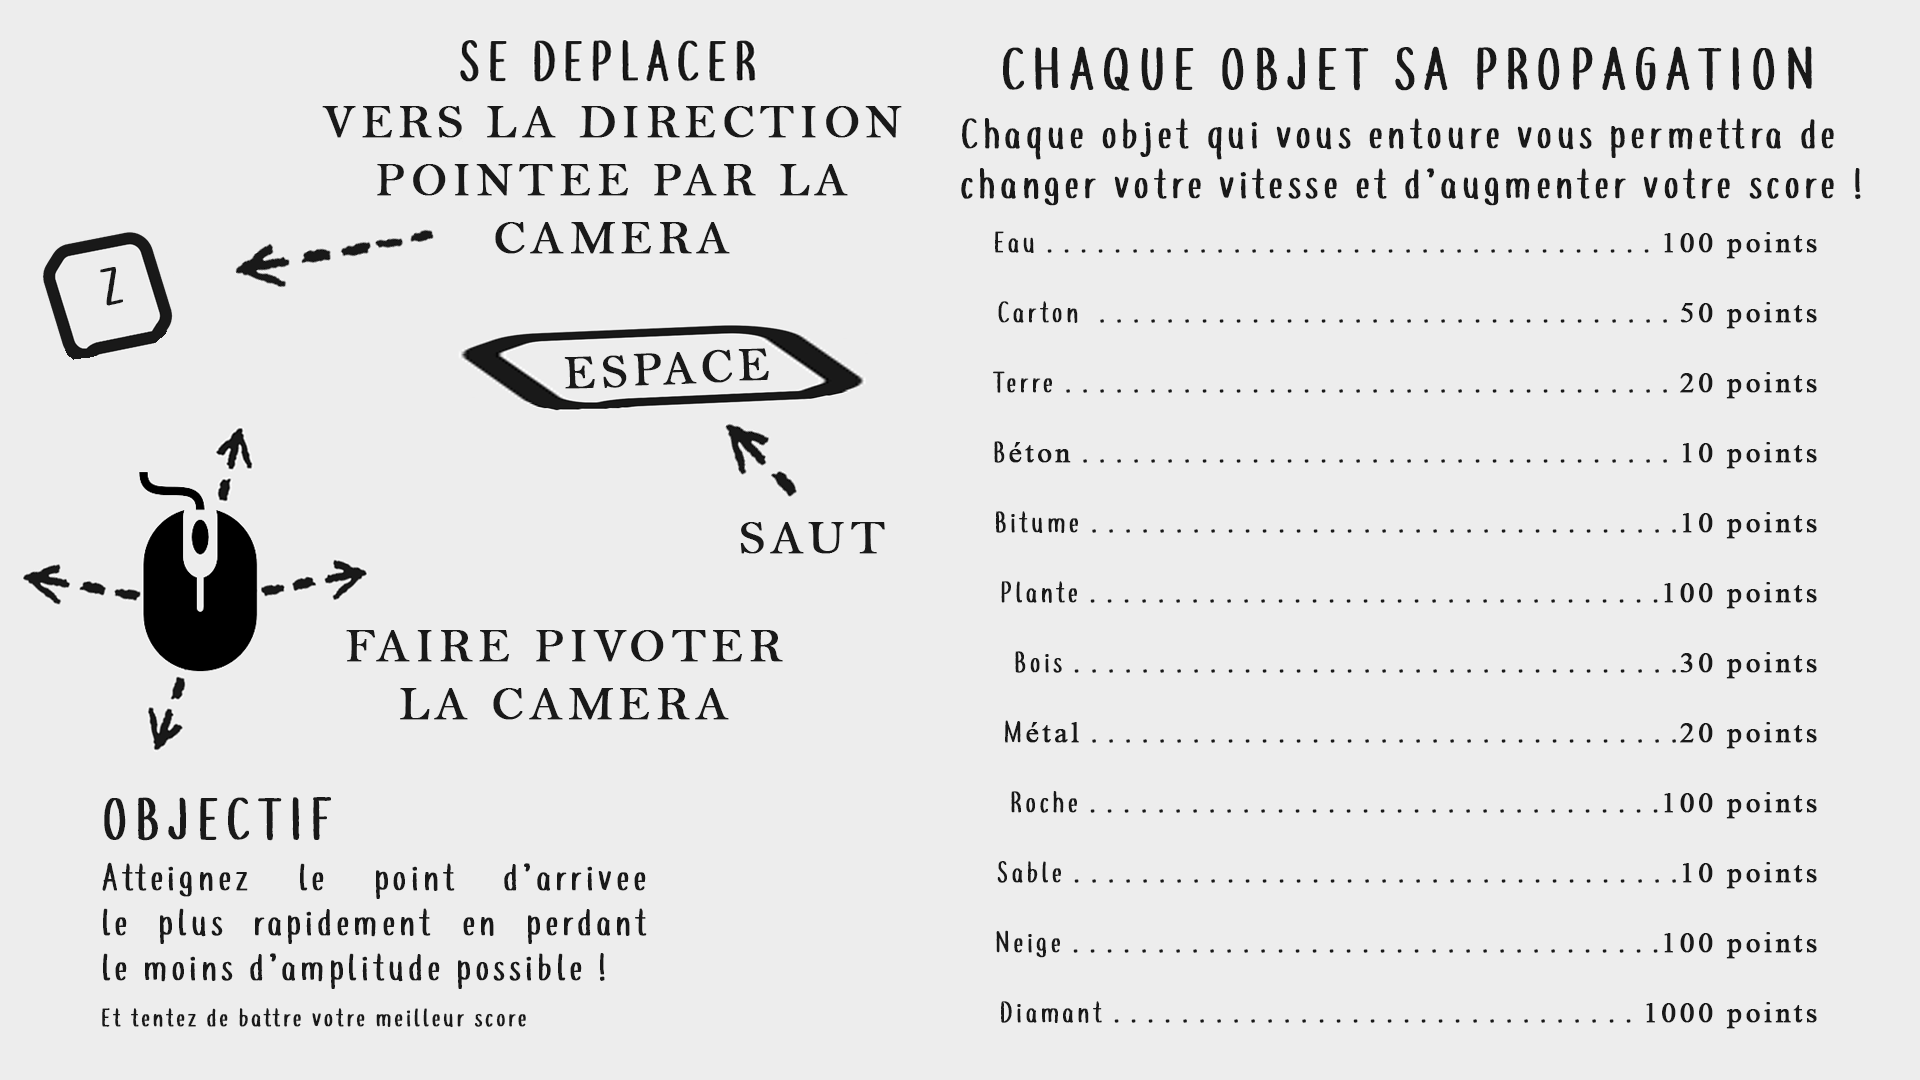 SE DEPLACER
VERS LA DIRECTION
POINTEE PAR LA
CAMERA
Z
ESPACE
SAUT
FAIRE PIVOTER
LA CAMERA
OBJECTIF
Atteignez le point d'arrivee
le plus rapidement en perdant
le moins d'amplitude possible !
Et tentez de battre votre meilleur score
CHAQUE OBJET SA PROPAGATION
Chaque objet qui vous entoure vous permettra de
changer votre vitesse et d'augmenter votre score !
Eau . . . . . . . . . . . . . . . . . . . . . . . . . . . . . . . . . . . . 100 points
Carton . . . . . . . . . . . . . . . . . . . . . . . . . . . . . . . . . . 50 points
Terre . . . . . . . . . . . . . . . . . . . . . . . . . . . . . . . . . . . . 20 points
Béton . . . . . . . . . . . . . . . . . . . . . . . . . . . . . . . . . . . 10 points
Bitume . . . . . . . . . . . . . . . . . . . . . . . . . . . . . . . . . . .10 points
Plante . . . . . . . . . . . . . . . . . . . . . . . . . . . . . . . . . .100 points
Bois . . . . . . . . . . . . . . . . . . . . . . . . . . . . . . . . . . . .30 points
Métal . . . . . . . . . . . . . . . . . . . . . . . . . . . . . . . . . . .20 points
Roche . . . . . . . . . . . . . . . . . . . . . . . . . . . . . . . . . .100 points
Sable . . . . . . . . . . . . . . . . . . . . . . . . . . . . . . . . . . . .10 points
Neige . . . . . . . . . . . . . . . . . . . . . . . . . . . . . . . . . . .100 points
Diamant . . . . . . . . . . . . . . . . . . . . . . . . . . . . . . . 1000 points